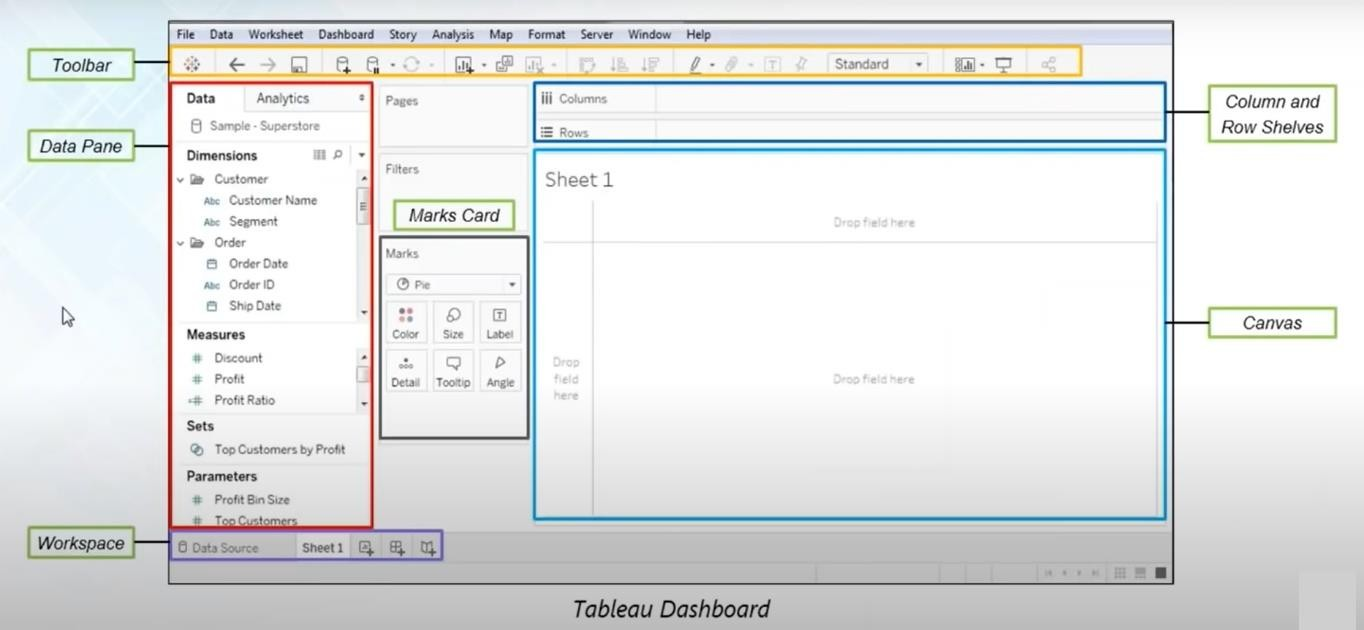 File Data Worksheet Dashboard Story Analysis Map Format Server Window Help
Toolbar
Standard
Data Analytics
Sample - Superstore
Data Pane
Dimensions
Customer
Abc Customer Name
Abc Segment
Order
Order Date
Abc Order ID
Ship Date
Measures
# Discount
# Profit
=# Profit Ratio
Sets
Top Customers by Profit
Parameters
# Profit Bin Size
# Top Customers
Pages
Filters
Marks Card
Marks
Pie
Color Size Label
Detail Tooltip Angle
Columns
Rows
Column and
Row Shelves
Sheet 1
Drop field here
Drop
field
here
Drop field here
Canvas
Workspace
Data Source Sheet 1
Tableau Dashboard